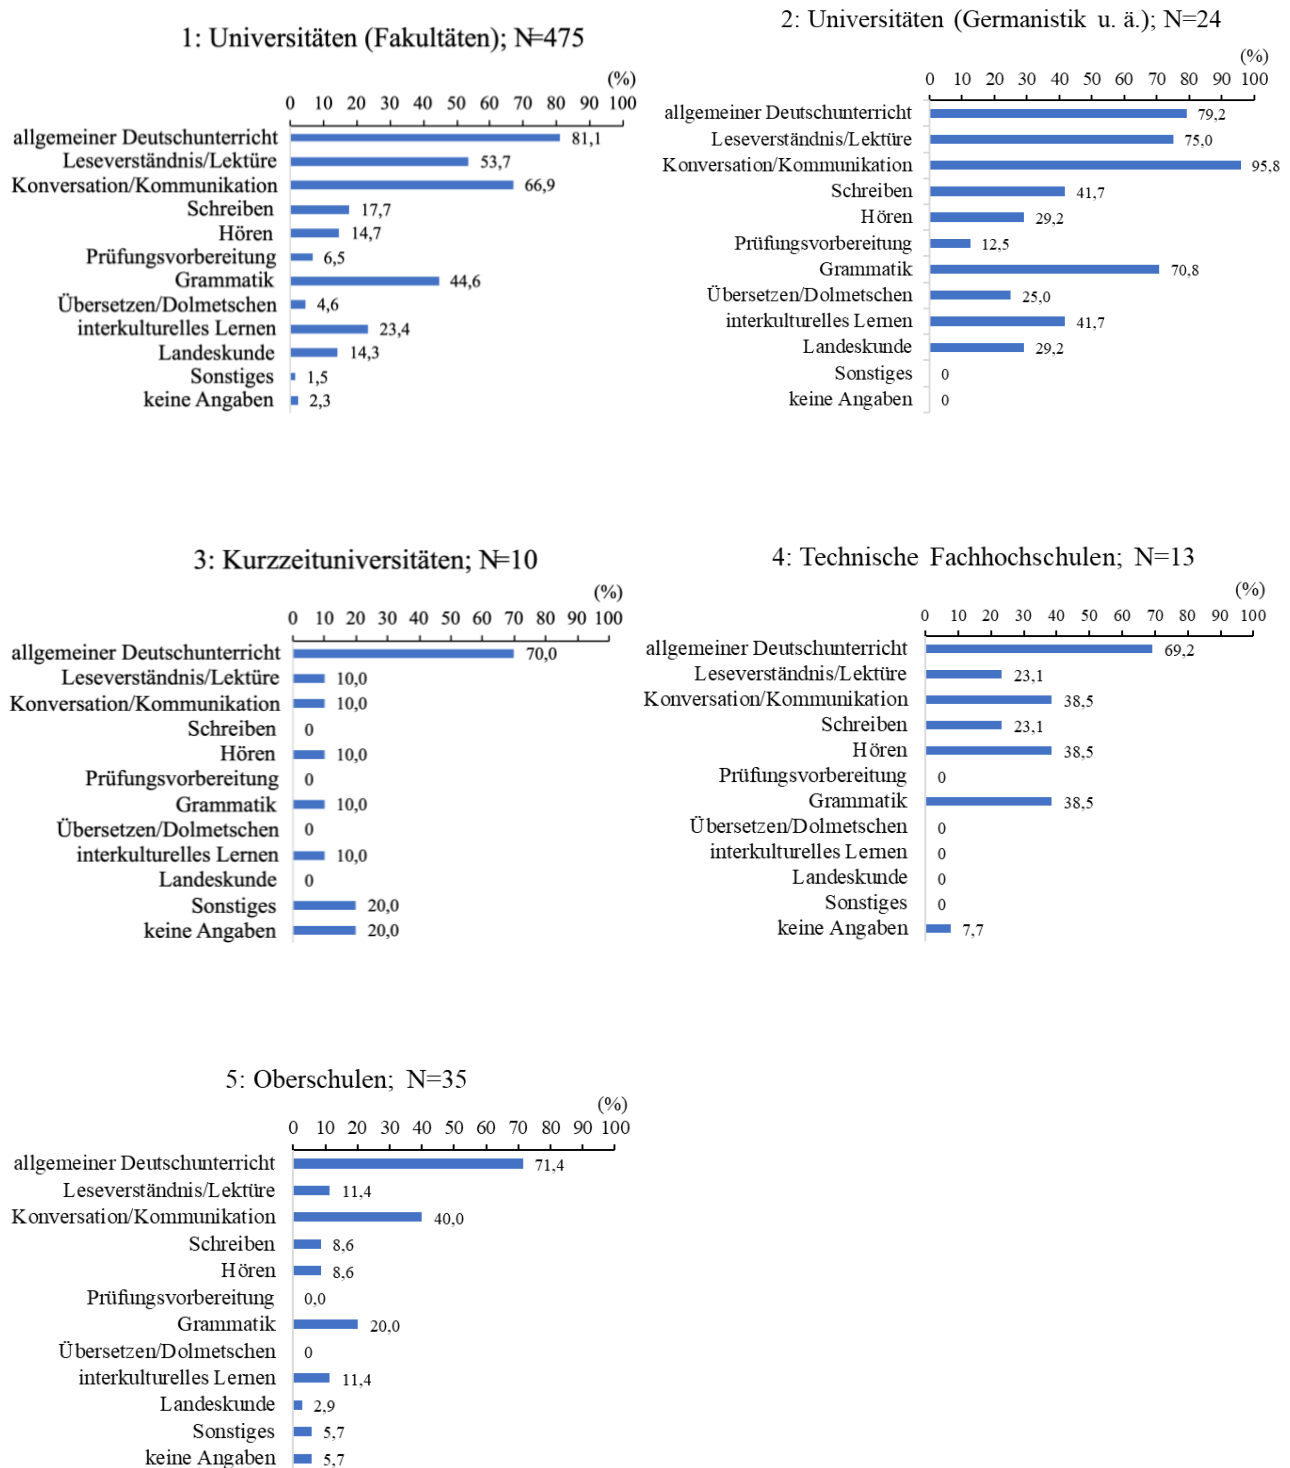 1: Universitäten (Fakultäten); N=475
(%)
0 10 20 30 40 50 60 70 80 90 100
allgemeiner Deutschunterricht 81,1
Leseverständnis/Lektüre 53,7
Konversation/Kommunikation 66,9
Schreiben 17,7
Hören 14,7
Prüfungsvorbereitung 6,5
Grammatik 44,6
Übersetzen/Dolmetschen 4,6
interkulturelles Lernen 23,4
Landeskunde 14,3
Sonstiges 1,5
keine Angaben 2,3
2: Universitäten (Germanistik u. ä.); N=24
(%)
0 10 20 30 40 50 60 70 80 90 100
allgemeiner Deutschunterricht 79,2
Leseverständnis/Lektüre 75,0
Konversation/Kommunikation 95,8
Schreiben 41,7
Hören 29,2
Prüfungsvorbereitung 12,5
Grammatik 70,8
Übersetzen/Dolmetschen 25,0
interkulturelles Lernen 41,7
Landeskunde 29,2
Sonstiges 0
keine Angaben 0
3: Kurzzeituniversitäten; N=10
(%)
0 10 20 30 40 50 60 70 80 90 100
allgemeiner Deutschunterricht 70,0
Leseverständnis/Lektüre 10,0
Konversation/Kommunikation 10,0
Schreiben 0
Hören 10,0
Prüfungsvorbereitung 0
Grammatik 10,0
Übersetzen/Dolmetschen 0
interkulturelles Lernen 10,0
Landeskunde 0
Sonstiges 20,0
keine Angaben 20,0
4: Technische Fachhochschulen; N=13
(%)
0 10 20 30 40 50 60 70 80 90 100
allgemeiner Deutschunterricht 69,2
Leseverständnis/Lektüre 23,1
Konversation/Kommunikation 38,5
Schreiben 23,1
Hören 38,5
Prüfungsvorbereitung 0
Grammatik 38,5
Übersetzen/Dolmetschen 0
interkulturelles Lernen 0
Landeskunde 0
Sonstiges 0
keine Angaben 7,7
5: Oberschulen; N=35
(%)
0 10 20 30 40 50 60 70 80 90 100
allgemeiner Deutschunterricht 71,4
Leseverständnis/Lektüre 11,4
Konversation/Kommunikation 40,0
Schreiben 8,6
Hören 8,6
Prüfungsvorbereitung 0,0
Grammatik 20,0
Übersetzen/Dolmetschen 0
interkulturelles Lernen 11,4
Landeskunde 2,9
Sonstiges 5,7
keine Angaben 5,7